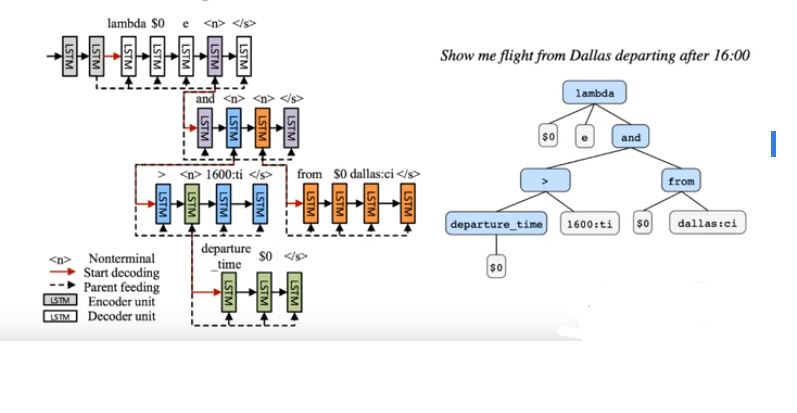 lambda $0 e <n> </s>
LSTM LSTM LSTM LSTM LSTM LSTM LSTM
and <n> <n> </s>
LSTM LSTM LSTM LSTM
> <n> 1600:ti </s>
LSTM LSTM LSTM LSTM
from $0 dallas:ci </s>
LSTM LSTM LSTM LSTM
departure
_time $0 </s>
LSTM LSTM LSTM
<n> Nonterminal
Start decoding
Parent feeding
LSTM Encoder unit
LSTM Decoder unit
Show me flight from Dallas departing after 16:00
lambda
$0 e and
> from
departure_time 1600:ti $0 dallas:ci
$0